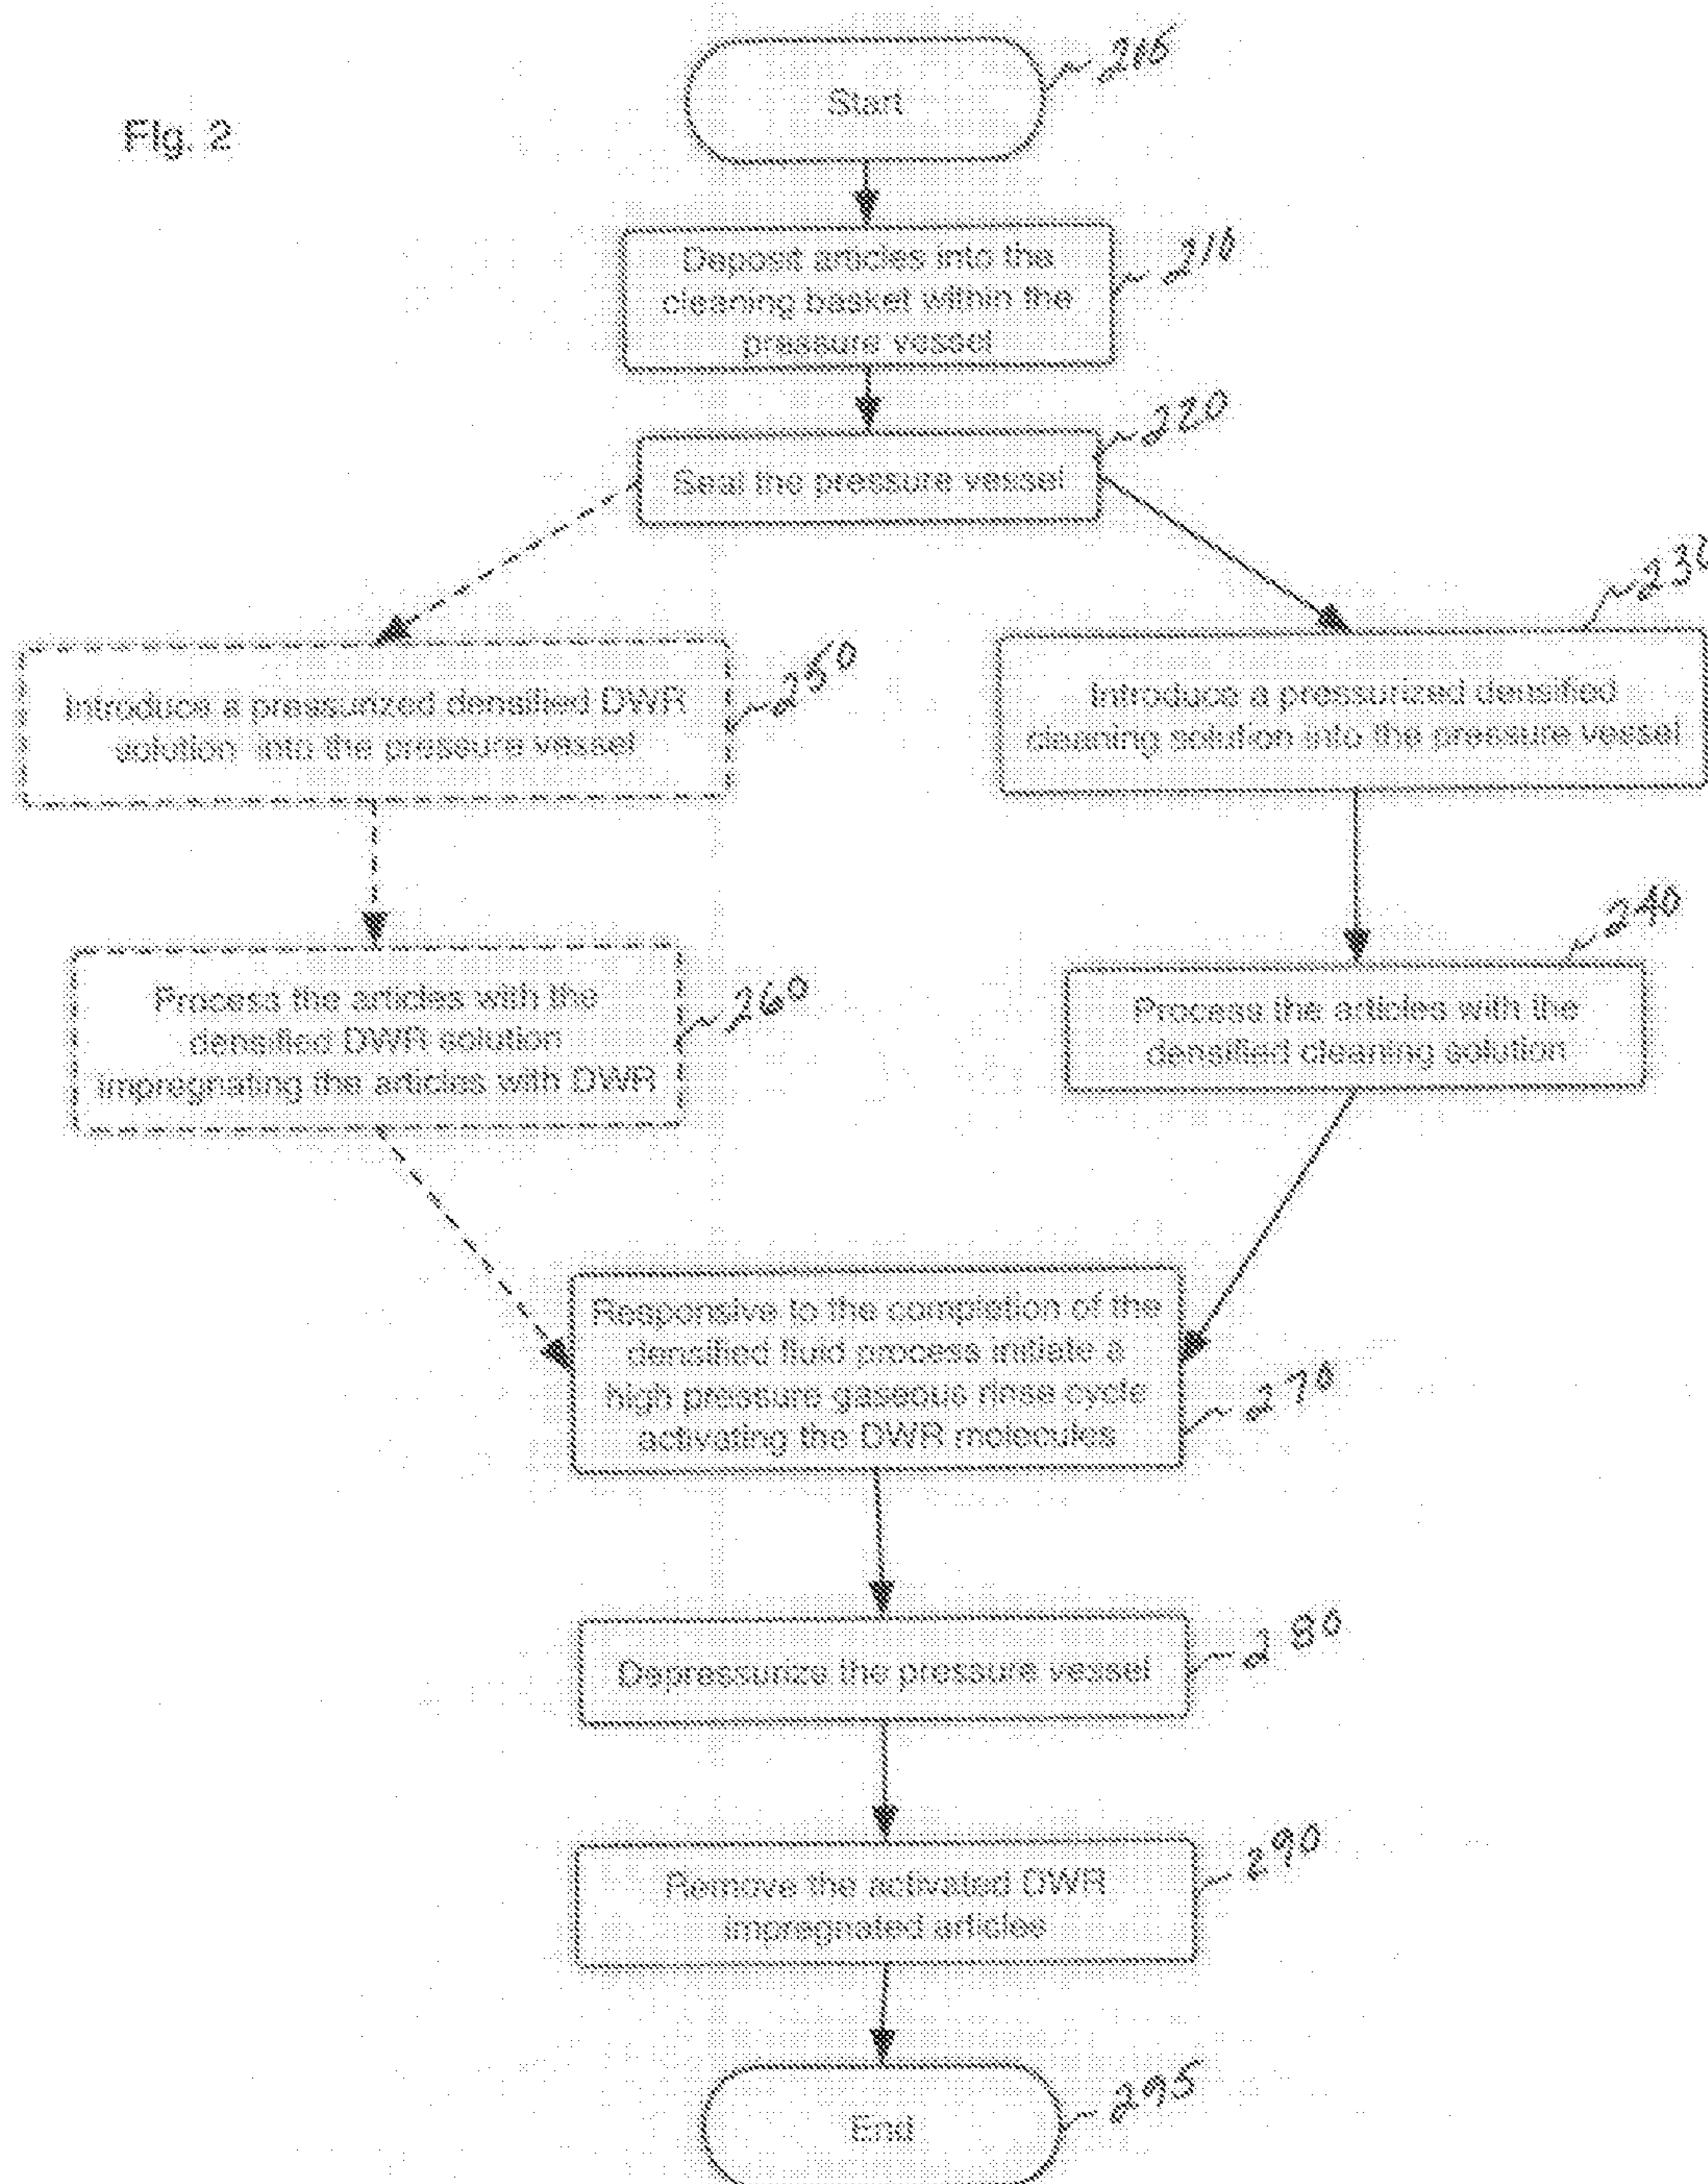 Fig. 2
Start
Deposit articles into the
cleaning basket within the
pressure vessel
210
Seal the pressure vessel
220
Introduce a pressurized densified DWR
solution into the pressure vessel
250
Introduce a pressurized densified
cleaning solution into the pressure vessel
Process the articles with the
densified DWR solution
impregnating the articles with DWR
260
Process the articles with the
densified cleaning solution
240
Responsive to the completion of the
densified fluid process initiate a
high pressure gaseous rinse cycle
activating the DWR molecules
270
Depressurize the pressure vessel
280
Remove the activated DWR
impregnated articles
290
End
295